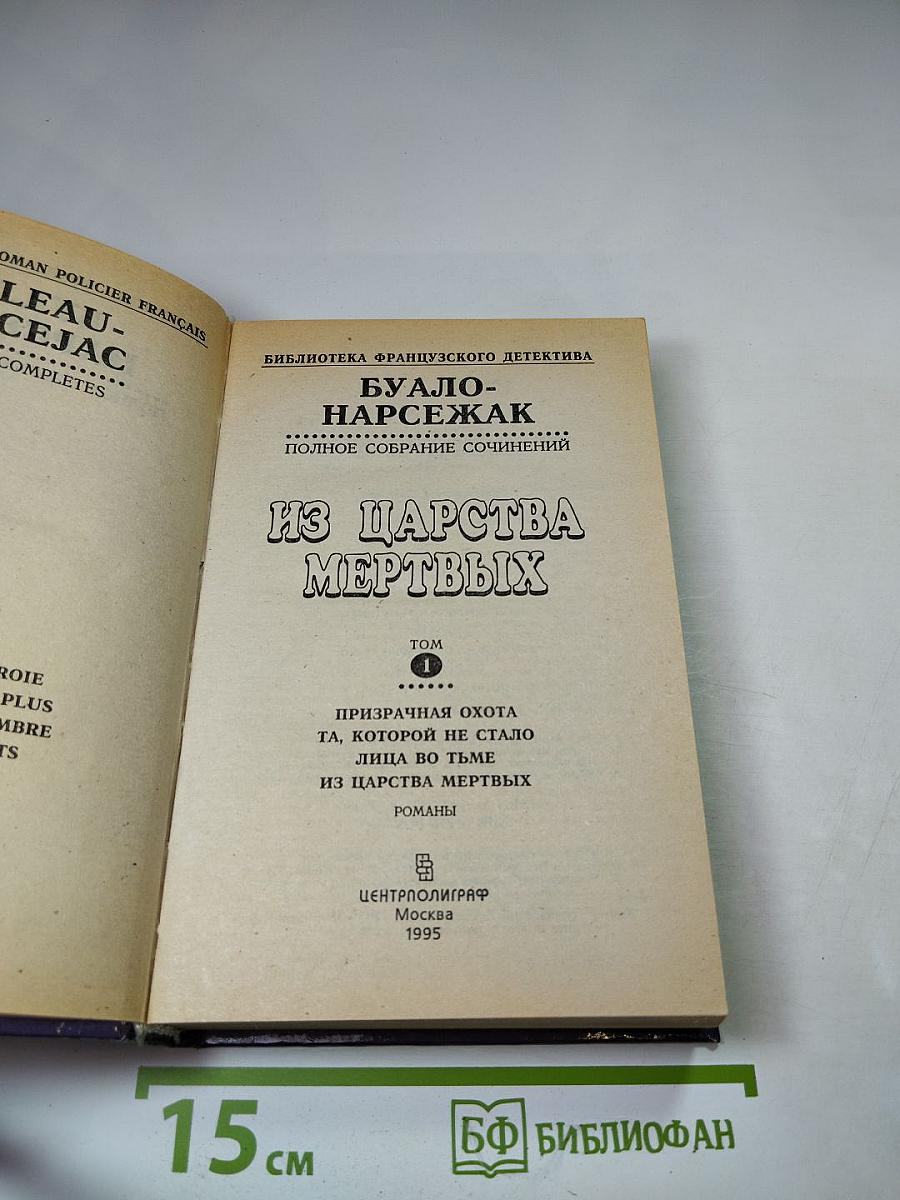 ROMAN POLICIER FRANÇAIS
LEAU-
CEJAC
COMPLETES
ROIE
PLUS
MBRE
TS
БИБЛИОТЕКА ФРАНЦУЗСКОГО ДЕТЕКТИВА
БУАЛО-
НАРСЕЖАК
ПОЛНОЕ СОБРАНИЕ СОЧИНЕНИЙ
ИЗ ЦАРСТВА
МЕРТВЫХ
ТОМ
1
ПРИЗРАЧНАЯ ОХОТА
ТА, КОТОРОЙ НЕ СТАЛО
ЛИЦА ВО ТЬМЕ
ИЗ ЦАРСТВА МЕРТВЫХ
РОМАНЫ
ЦЕНТРПОЛИГРАФ
Москва
1995
15 см
БФ БИБЛИОФАН